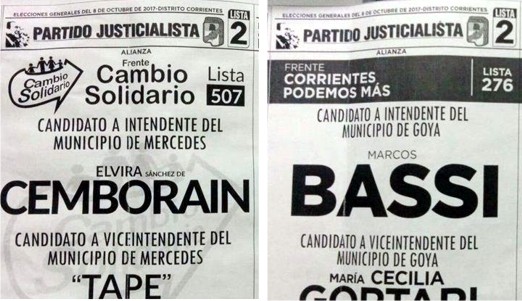 ELECCIONES GENERALES DEL 8 DE OCTUBRE DE 2017-DISTRITO CORRIENTES
PARTIDO JUSTICIALISTA
LISTA
2
ALIANZA
Cambio
Solidario
Frente
Cambio
Solidario
Lista
507
CANDIDATO A INTENDENTE DEL
MUNICIPIO DE MERCEDES
ELVIRA SÁNCHEZ DE
CEMBORAIN
CANDIDATO A VICEINTENDENTE DEL
MUNICIPIO DE MERCEDES
"TAPE"
ELECCIONES GENERALES DEL 8 DE OCTUBRE DE 2017-DISTRITO CORRIENTES
PARTIDO JUSTICIALISTA
LISTA
2
ALIANZA
FRENTE
CORRIENTES
PODEMOS MÁS
LISTA
276
CANDIDATO A INTENDENTE DEL
MUNICIPIO DE GOYA
MARCOS
BASSI
CANDIDATO A VICEINTENDENTE DEL
MUNICIPIO DE GOYA
MARÍA CECILIA
GORTARI